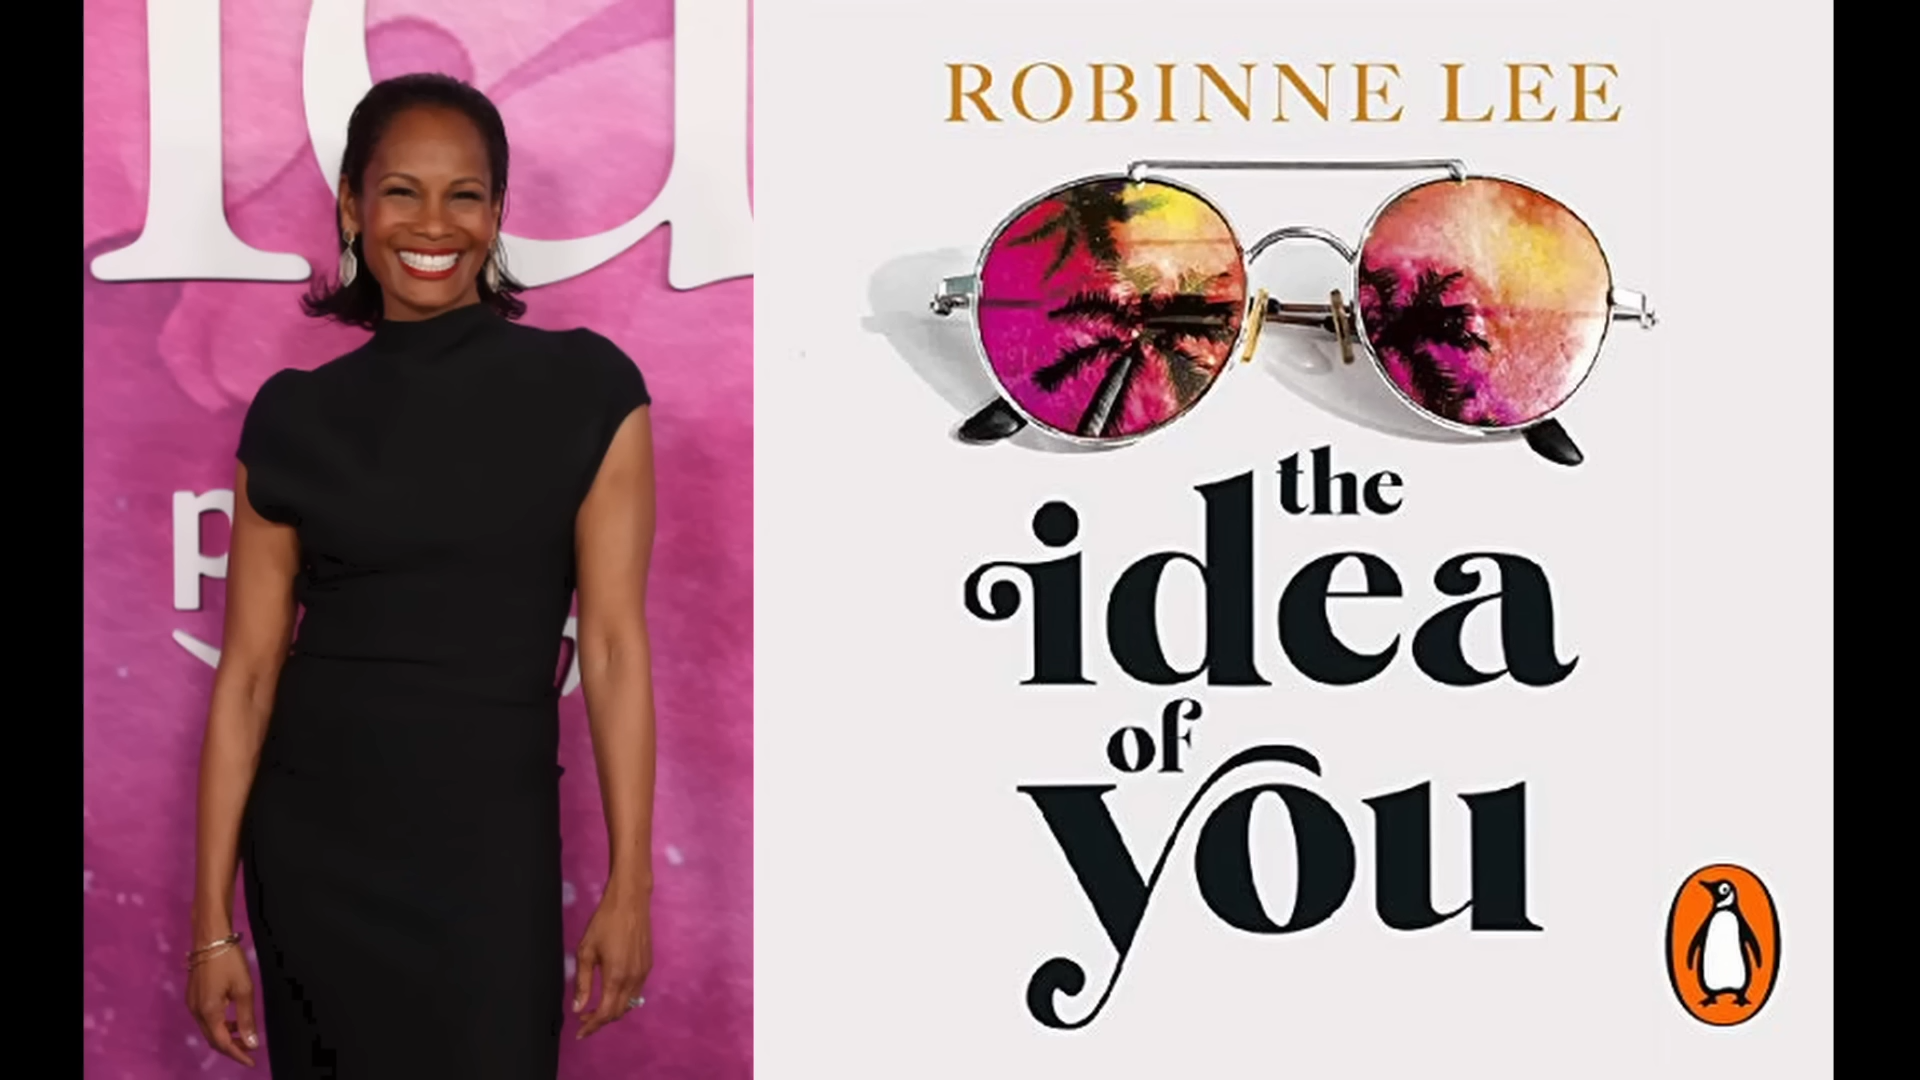 p
ROBINNE LEE
the
idea
of
you